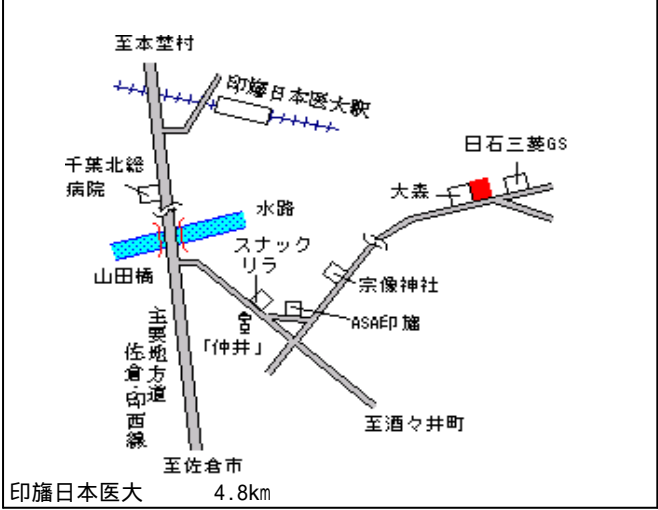 至本埜村
印旛日本医大駅
日石三菱GS
千葉北総
病院
大森
水路
スナック
リラ
山田橋
宗像神社
ASA印旛
「仲井」
主要地方道
佐倉・印西線
至酒々井町
至佐倉市
印旛日本医大 4.8km